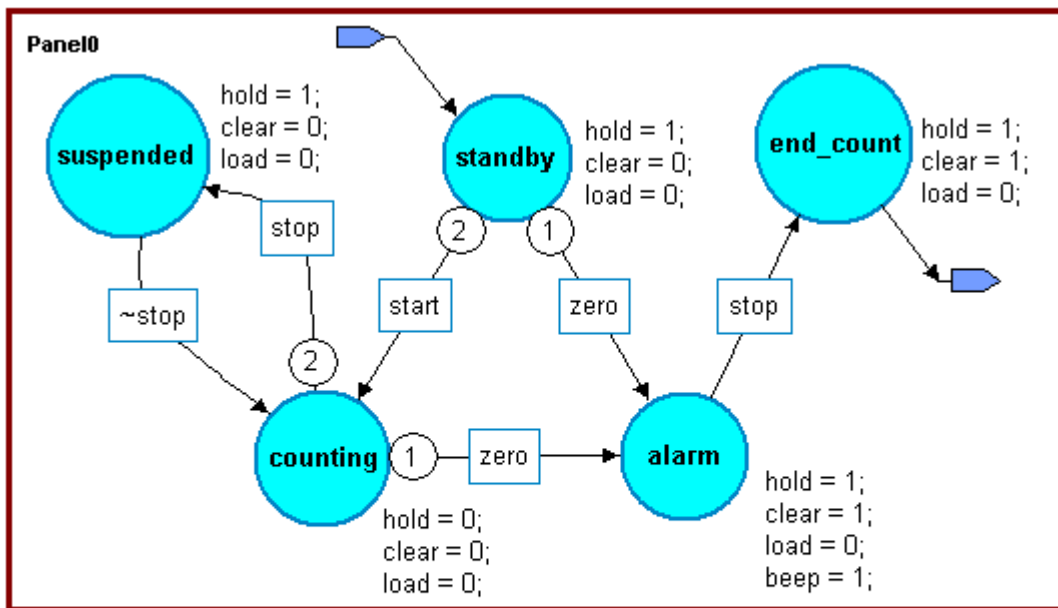 Panel0
suspended
hold = 1;
clear = 0;
load = 0;
standby
hold = 1;
clear = 0;
load = 0;
end_count
hold = 1;
clear = 1;
load = 0;
stop
2
1
~stop
start
zero
stop
2
counting
1
zero
alarm
hold = 0;
clear = 0;
load = 0;
hold = 1;
clear = 1;
load = 0;
beep = 1;